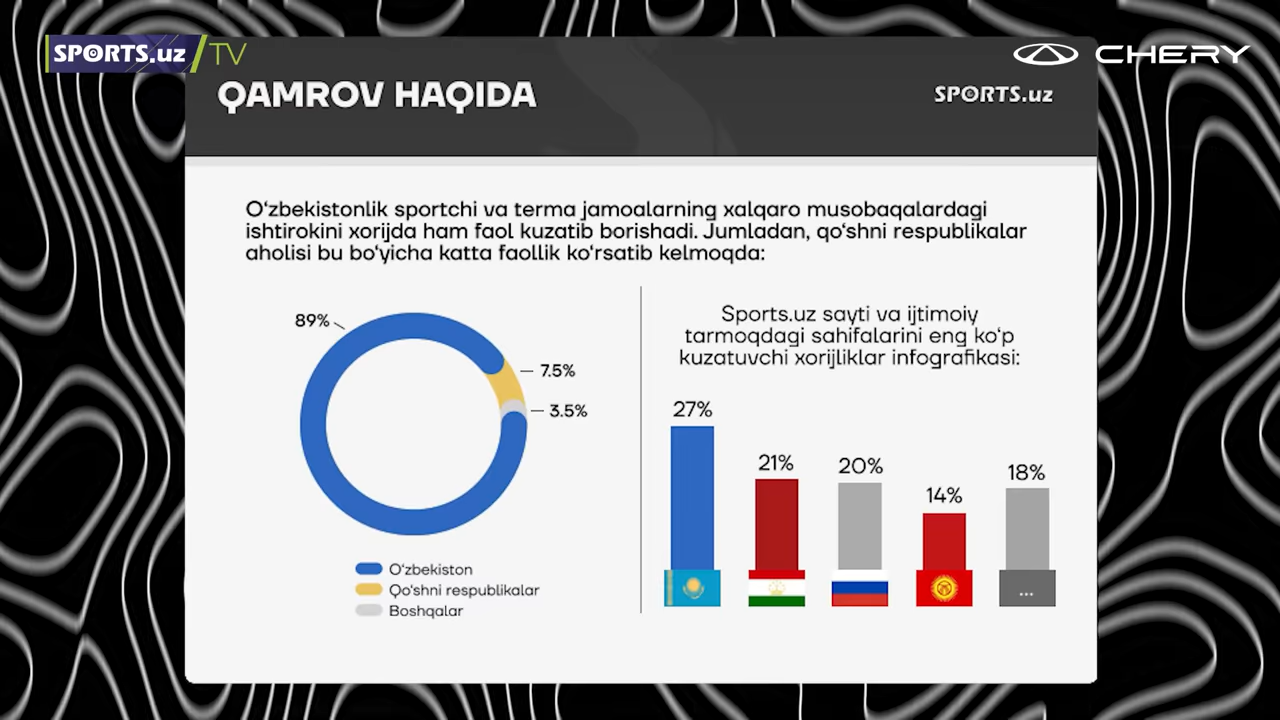 SPORTS.uz/TV
CHERY
QAMROV HAQIDA
SPORTS.uz
O‘zbekistonlik sportchi va terma jamoalarning xalqaro musobaqalardagi
ishtirokini xorijda ham faol kuzatib borishadi. Jumladan, qo‘shni respublikalar
aholisi bu bo‘yicha katta faollik ko‘rsatib kelmoqda:
89%
7.5%
3.5%
O‘zbekiston
Qo‘shni respublikalar
Boshqalar
Sports.uz sayti va ijtimoiy
tarmoqdagi sahifalarini eng ko‘p
kuzatuvchi xorijliklar infografikasi:
27%
21%
20%
14%
18%
...